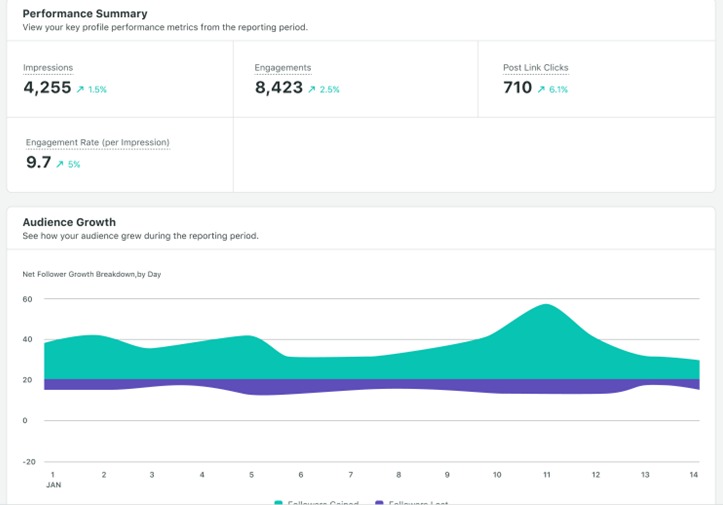 Performance Summary
View your key profile performance metrics from the reporting period.
Impressions
4,255 ↗ 1.5%
Engagements
8,423 ↗ 2.5%
Post Link Clicks
710 ↗ 6.1%
Engagement Rate (per Impression)
9.7 ↗ 5%
Audience Growth
See how your audience grew during the reporting period.
Net Follower Growth Breakdown,by Day
60
40
20
0
-20
1 2 3 4 5 6 7 8 9 10 11 12 13 14
JAN
Followers Gained Followers Lost